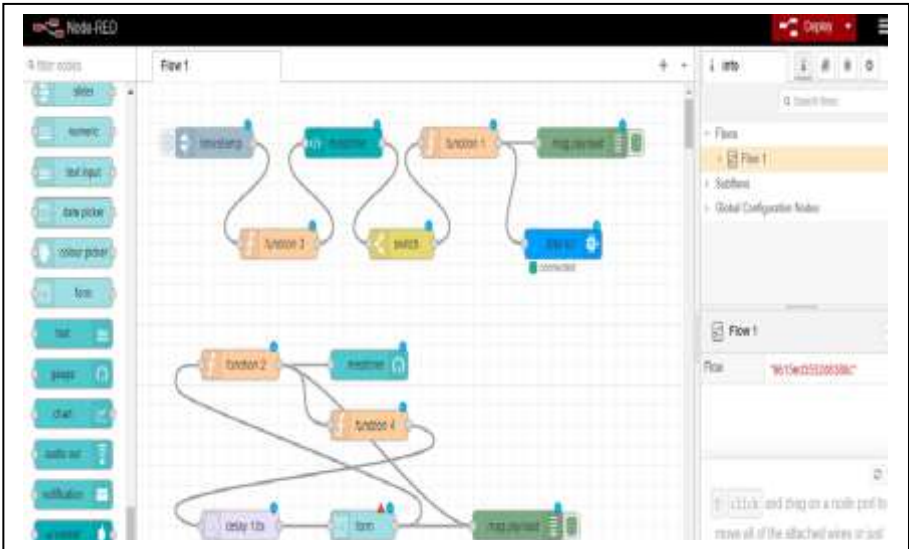 Node-RED
Deploy
filter nodes
Flow 1
info
slider
numeric
text input
date picker
colour picker
form
text
gauge
chart
audio out
notification
timestamp
function 1
msg.payload
function 3
switch
connected
function 2
function 4
delay 10s
form
msg.payload
Flows
Flow 1
Subflows
Global Configuration Nodes
Flow 1
Flow
and drag on a node port to
move all of the attached wires or just